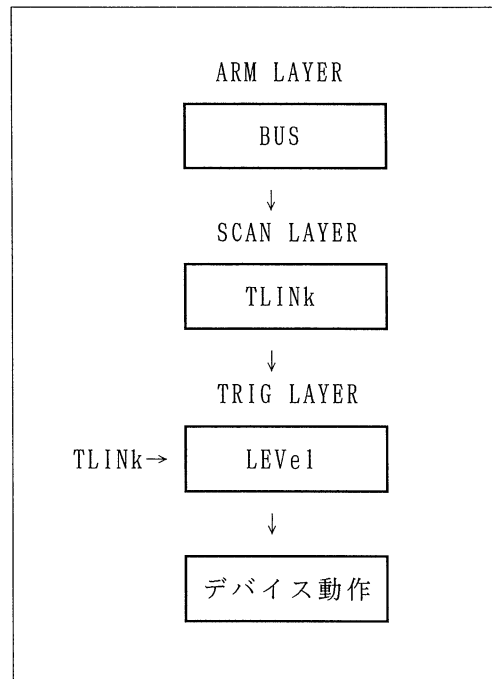 ARM LAYER
BUS
↓
SCAN LAYER
TLINk
↓
TRIG LAYER
TLINk→ LEVel
↓
デバイス動作